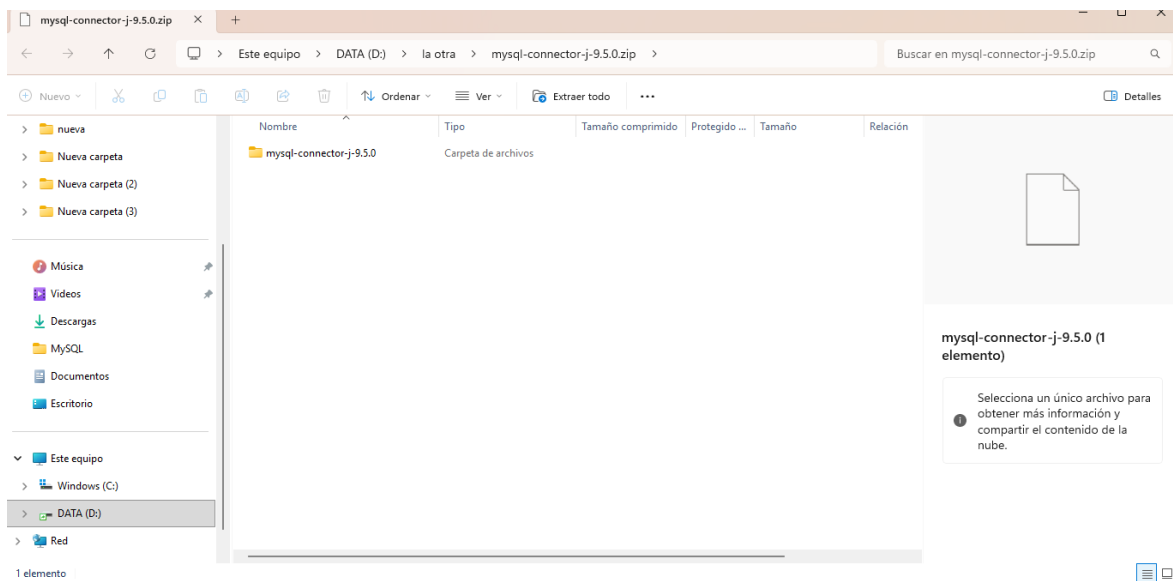 mysql-connector-j-9.5.0.zip
Este equipo > DATA (D:) > la otra > mysql-connector-j-9.5.0.zip >
Buscar en mysql-connector-j-9.5.0.zip
Nuevo
Ordenar
Ver
Extraer todo
Detalles
nueva
Nueva carpeta
Nueva carpeta (2)
Nueva carpeta (3)
Música
Videos
Descargas
MySQL
Documentos
Escritorio
Este equipo
Windows (C:)
DATA (D:)
Red
Nombre Tipo Tamaño comprimido Protegido ... Tamaño Relación
mysql-connector-j-9.5.0 Carpeta de archivos
mysql-connector-j-9.5.0 (1
elemento)
Selecciona un único archivo para
obtener más información y
compartir el contenido de la
nube.
1 elemento